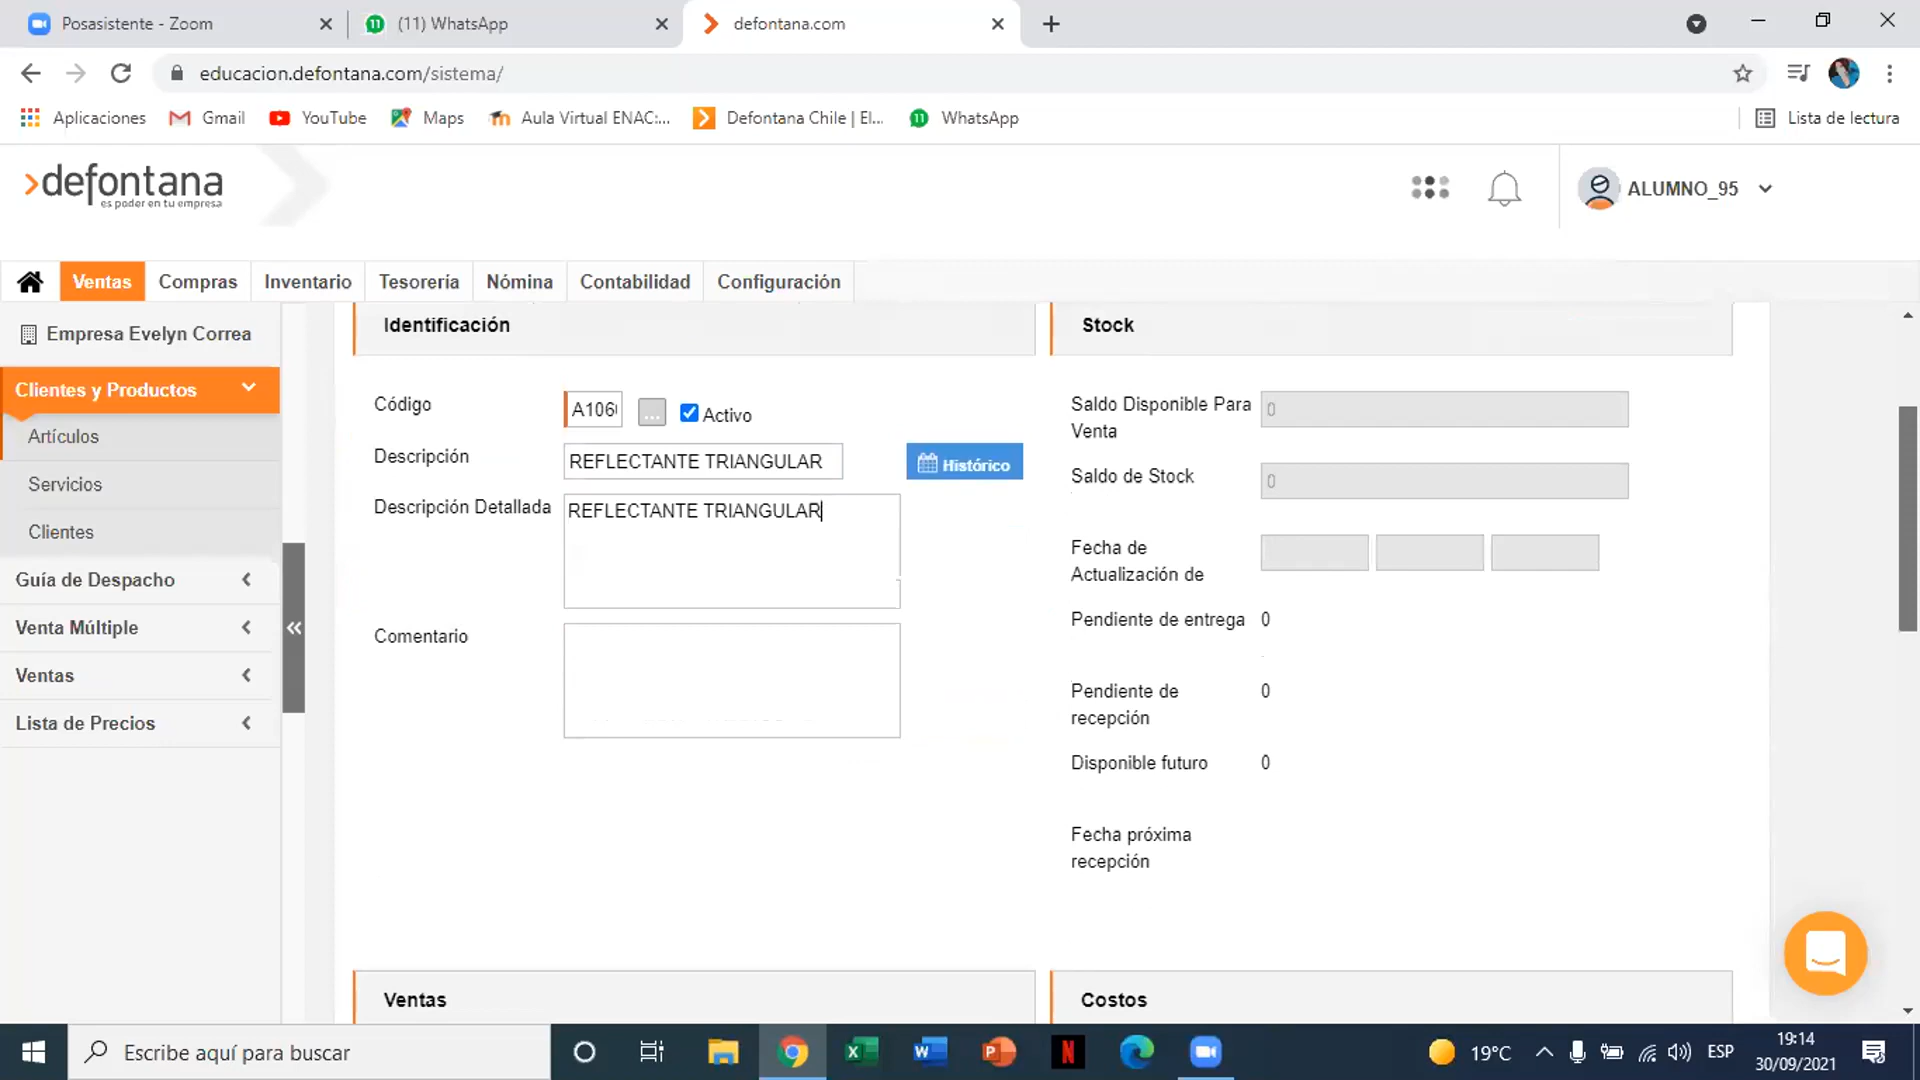 Posasistente - Zoom
(11) WhatsApp
defontana.com
educacion.defontana.com/sistema/
Aplicaciones
Gmail
YouTube
Maps
Aula Virtual ENAC:...
Defontana Chile | El...
11
WhatsApp
Lista de lectura
defontana
es poder en tu empresa
ALUMNO_95
Ventas
Compras
Inventario
Tesorería
Nómina
Contabilidad
Configuración
Empresa Evelyn Correa
Clientes y Productos
Artículos
Servicios
Clientes
Guía de Despacho
Venta Múltiple
Ventas
Lista de Precios
Identificación
Código
A106
...
Activo
Descripción
REFLECTANTE TRIANGULAR
Histórico
Descripción Detallada
REFLECTANTE TRIANGULAR
Comentario
Stock
Saldo Disponible Para
Venta
0
Saldo de Stock
0
Fecha de
Actualización de
Pendiente de entrega
0
Pendiente de
recepción
0
Disponible futuro
0
Fecha próxima
recepción
Ventas
Costos
Escribe aquí para buscar
19°C
ESP
19:14
30/09/2021